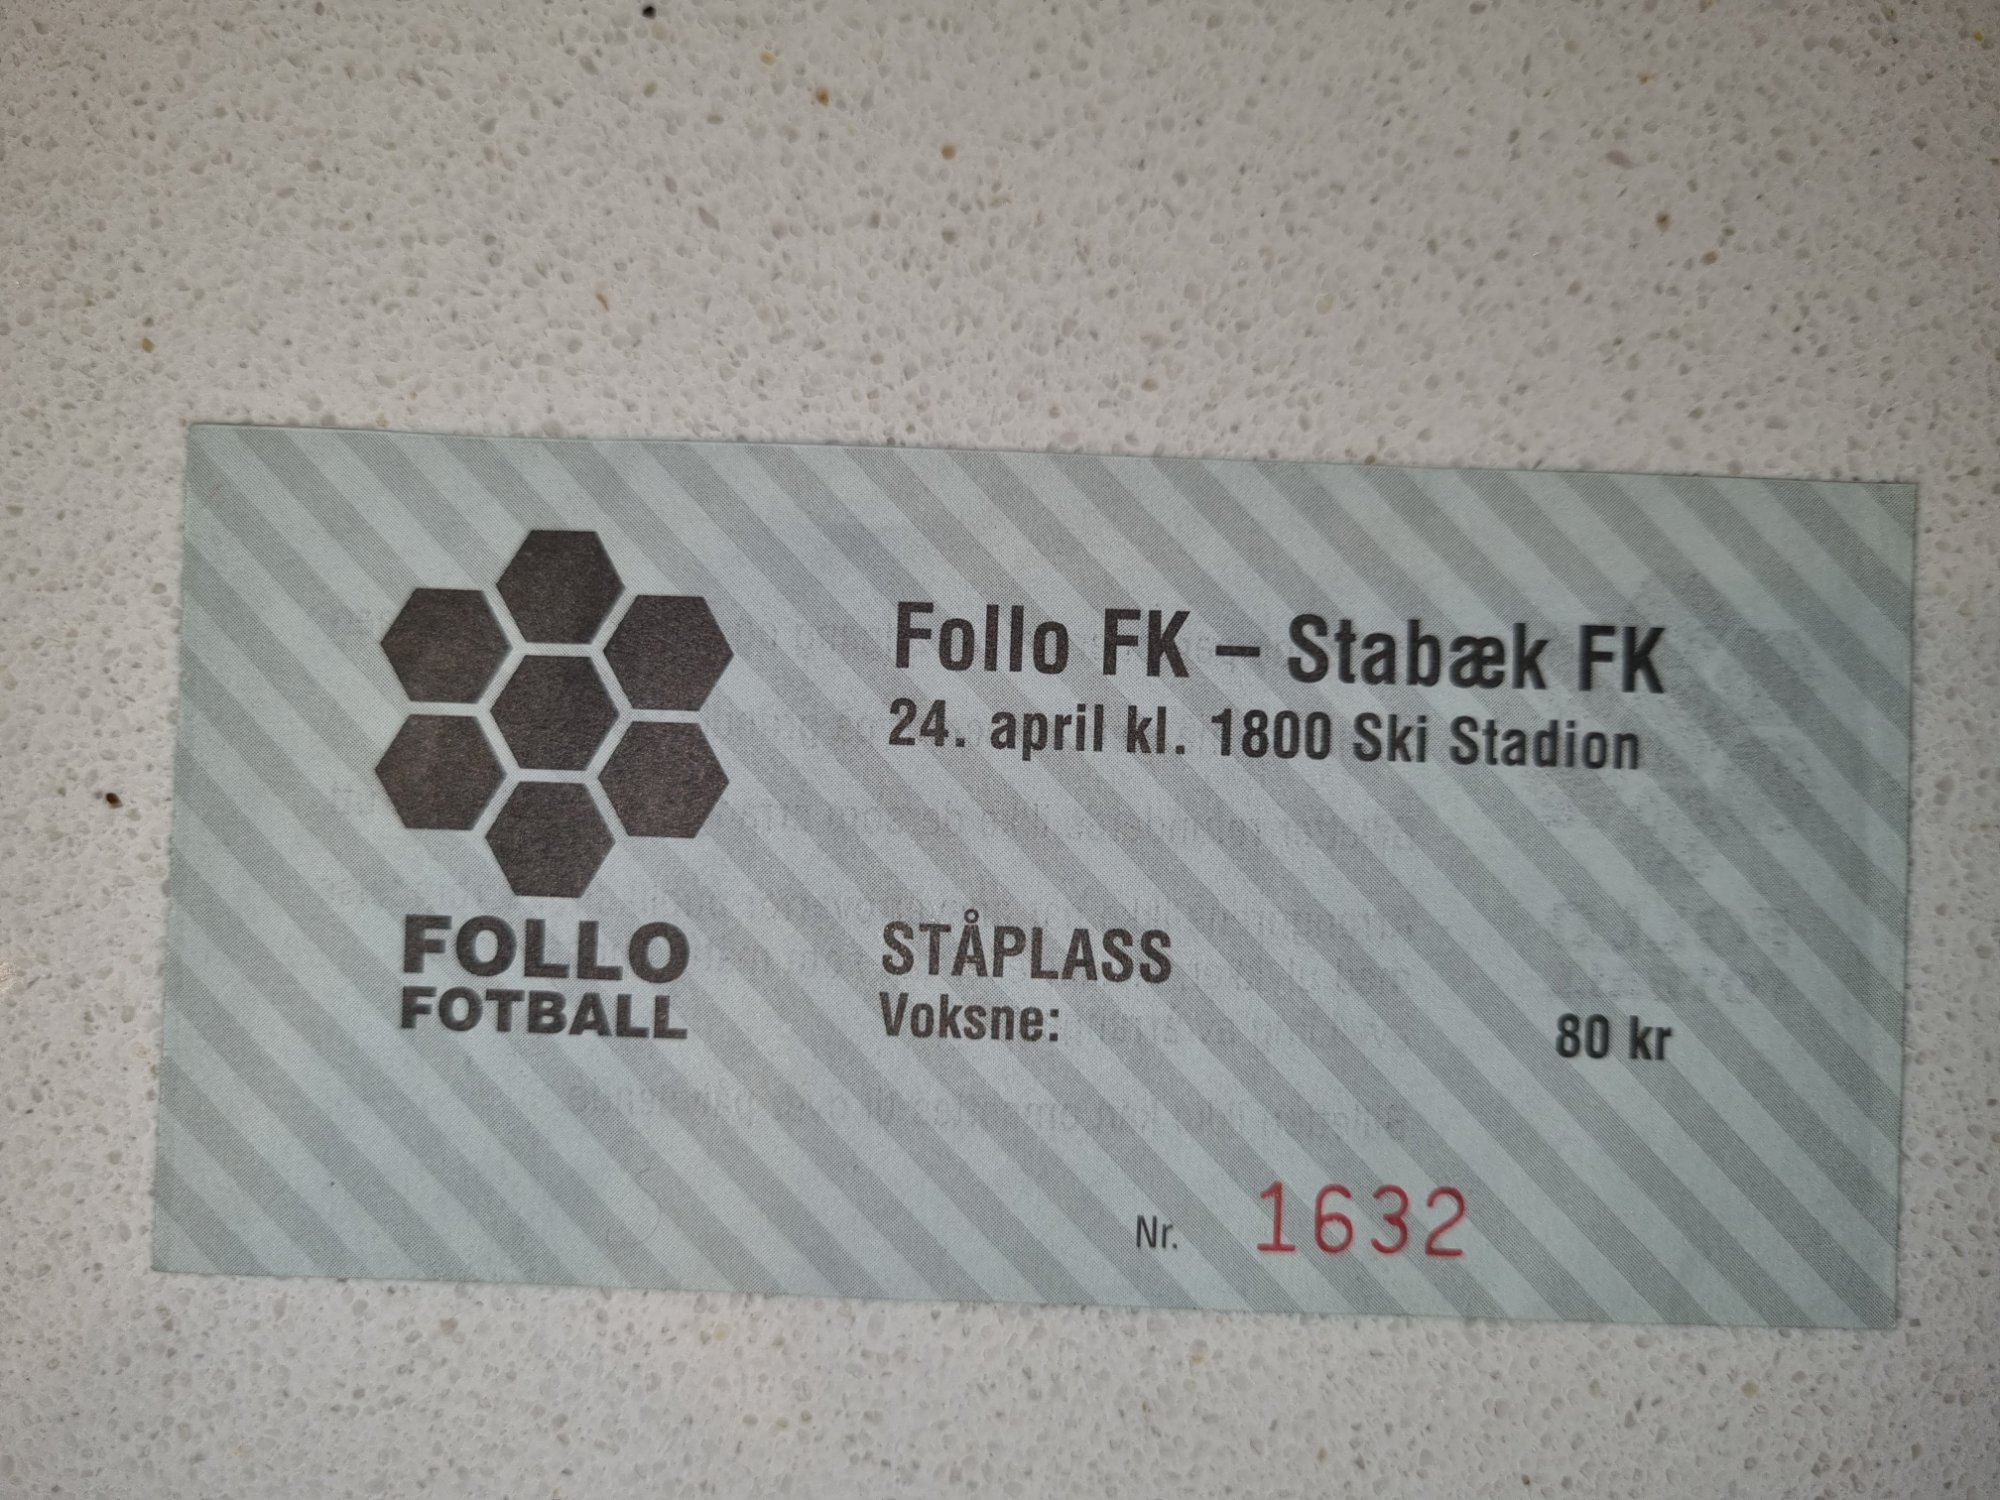 Follo FK – Stabæk FK
24. april kl. 1800 Ski Stadion
FOLLO
FOTBALL
STÅPLASS
Voksne: 80 kr
Nr. 1632